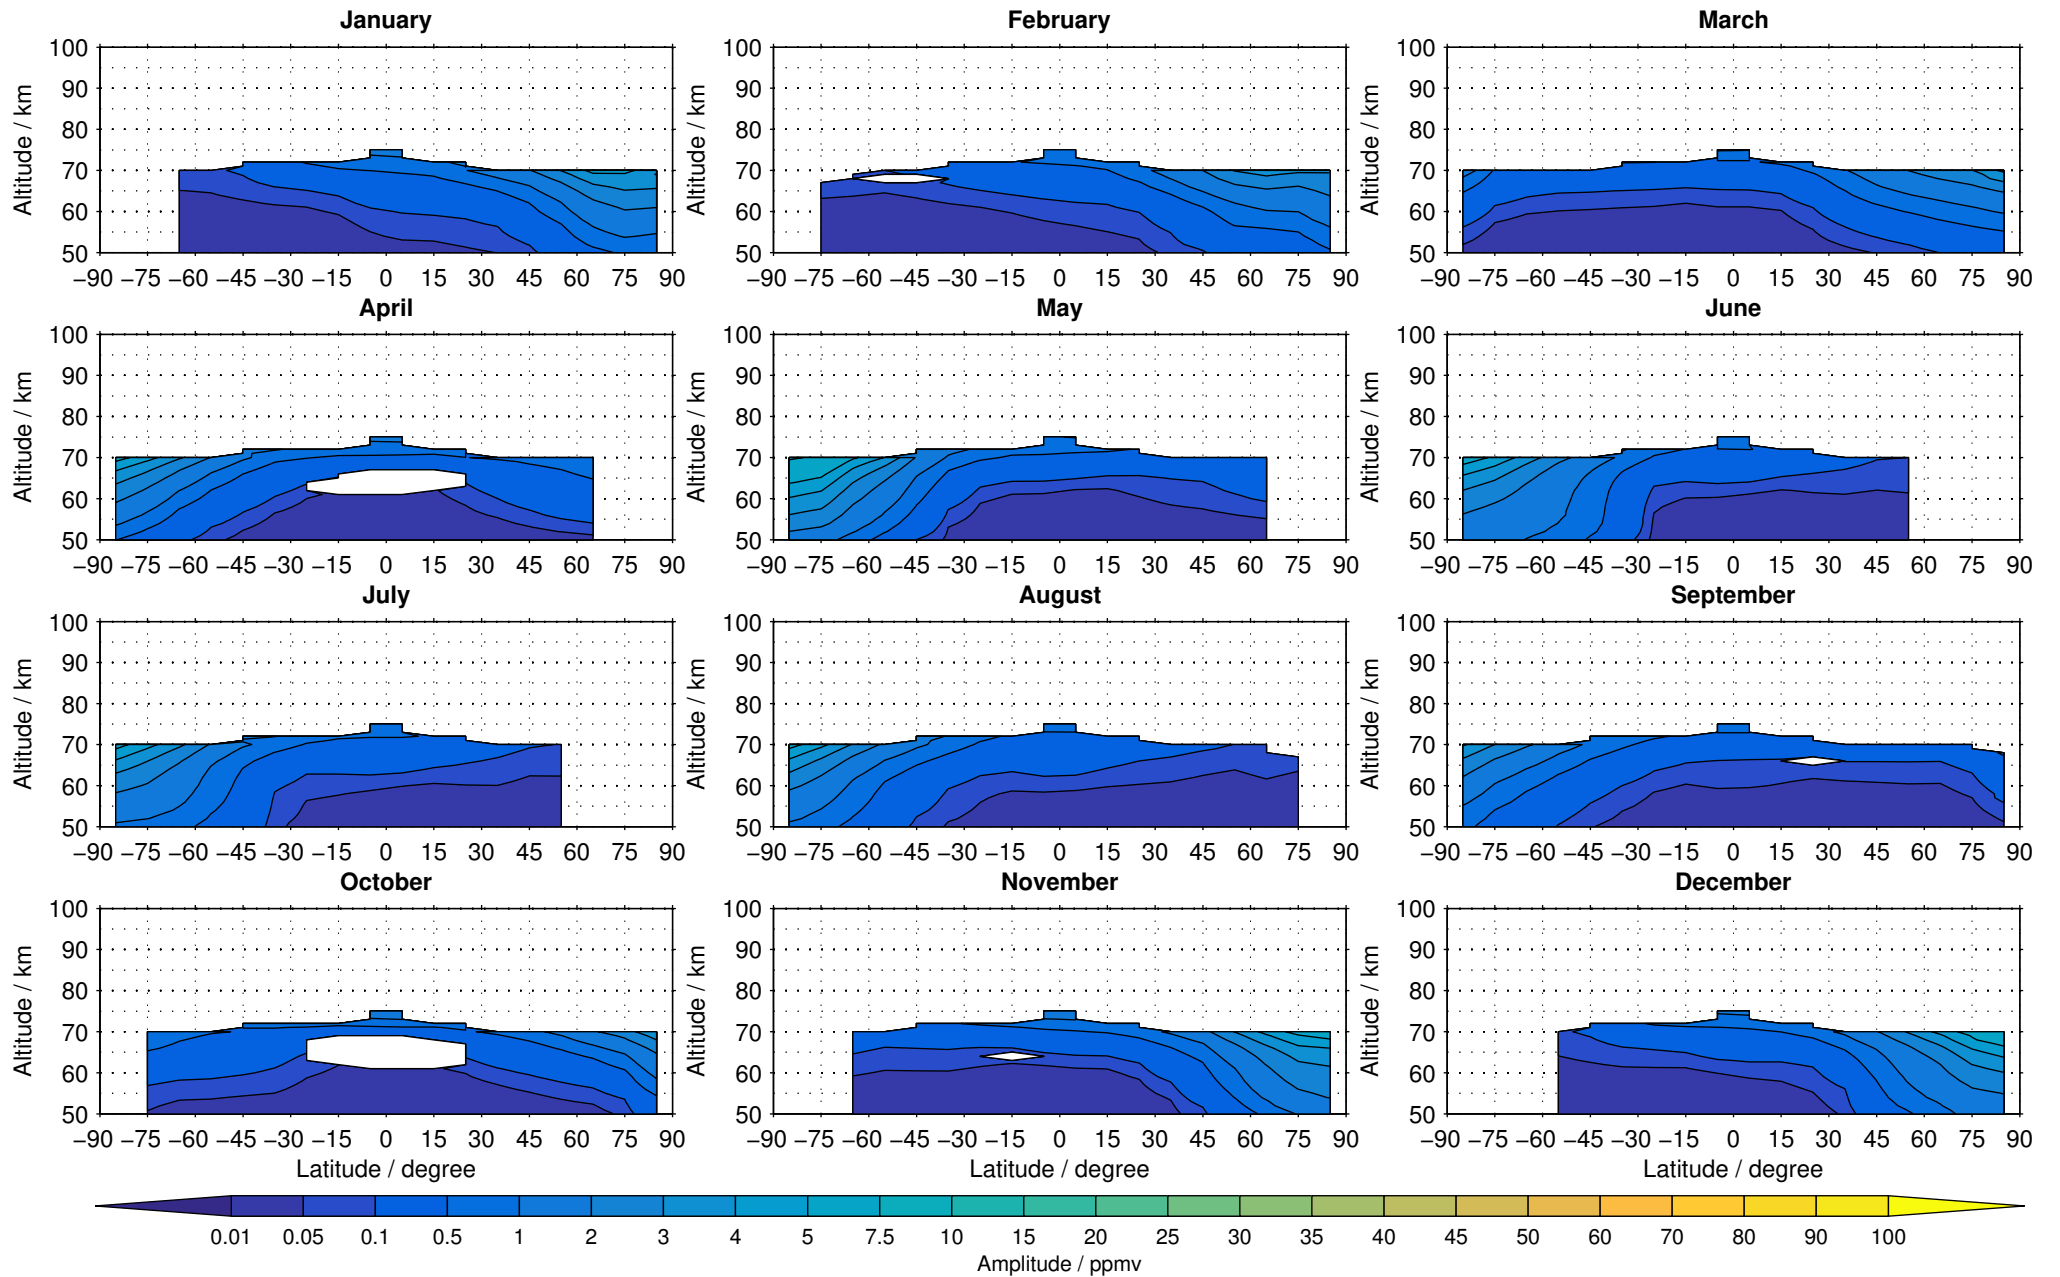 January February March
100 100 100
90 90 90
80 80 80
70 70 70
60 60 60
50 50 50
Altitude / km Altitude / km Altitude / km
−90 −75 −60 −45 −30 −15 0 15 30 45 60 75 90 −90 −75 −60 −45 −30 −15 0 15 30 45 60 75 90 −90 −75 −60 −45 −30 −15 0 15 30 45 60 75 90
April May June
100 100 100
90 90 90
80 80 80
70 70 70
60 60 60
50 50 50
Altitude / km Altitude / km Altitude / km
−90 −75 −60 −45 −30 −15 0 15 30 45 60 75 90 −90 −75 −60 −45 −30 −15 0 15 30 45 60 75 90 −90 −75 −60 −45 −30 −15 0 15 30 45 60 75 90
July August September
100 100 100
90 90 90
80 80 80
70 70 70
60 60 60
50 50 50
Altitude / km Altitude / km Altitude / km
−90 −75 −60 −45 −30 −15 0 15 30 45 60 75 90 −90 −75 −60 −45 −30 −15 0 15 30 45 60 75 90 −90 −75 −60 −45 −30 −15 0 15 30 45 60 75 90
October November December
100 100 100
90 90 90
80 80 80
70 70 70
60 60 60
50 50 50
Altitude / km Altitude / km Altitude / km
−90 −75 −60 −45 −30 −15 0 15 30 45 60 75 90 −90 −75 −60 −45 −30 −15 0 15 30 45 60 75 90 −90 −75 −60 −45 −30 −15 0 15 30 45 60 75 90
Latitude / degree Latitude / degree Latitude / degree
0.01 0.05 0.1 0.5 1 2 3 4 5 7.5 10 15 20 25 30 35 40 45 50 60 70 80 90 100
Amplitude / ppmv